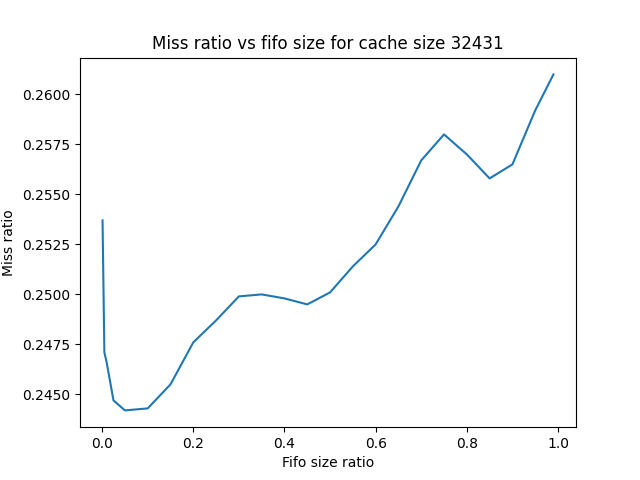 Miss ratio vs fifo size for cache size 32431
0.2600
0.2575
0.2550
0.2525
0.2500
0.2475
0.2450
Miss ratio
0.0 0.2 0.4 0.6 0.8 1.0
Fifo size ratio